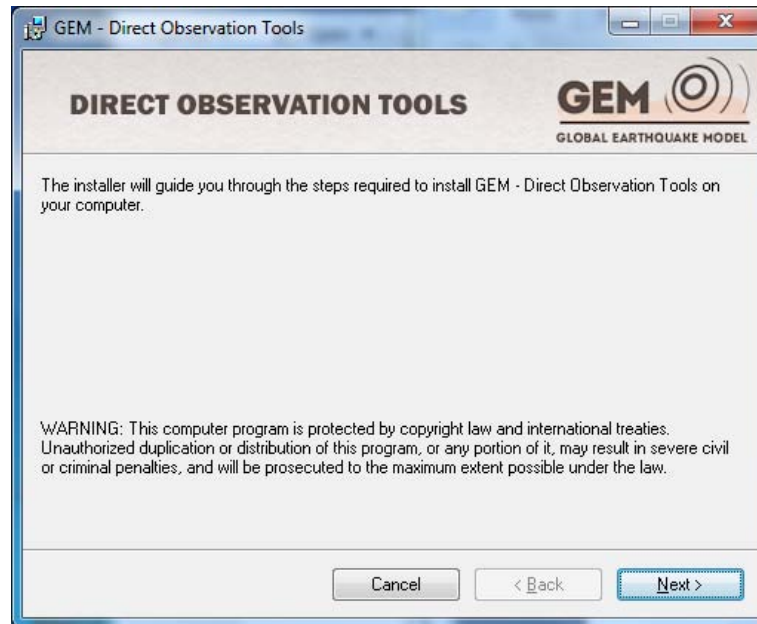 GEM - Direct Observation Tools
DIRECT OBSERVATION TOOLS
GEM
GLOBAL EARTHQUAKE MODEL
The installer will guide you through the steps required to install GEM - Direct Observation Tools on
your computer.
WARNING: This computer program is protected by copyright law and international treaties.
Unauthorized duplication or distribution of this program, or any portion of it, may result in severe civil
or criminal penalties, and will be prosecuted to the maximum extent possible under the law.
Cancel
< Back
Next >